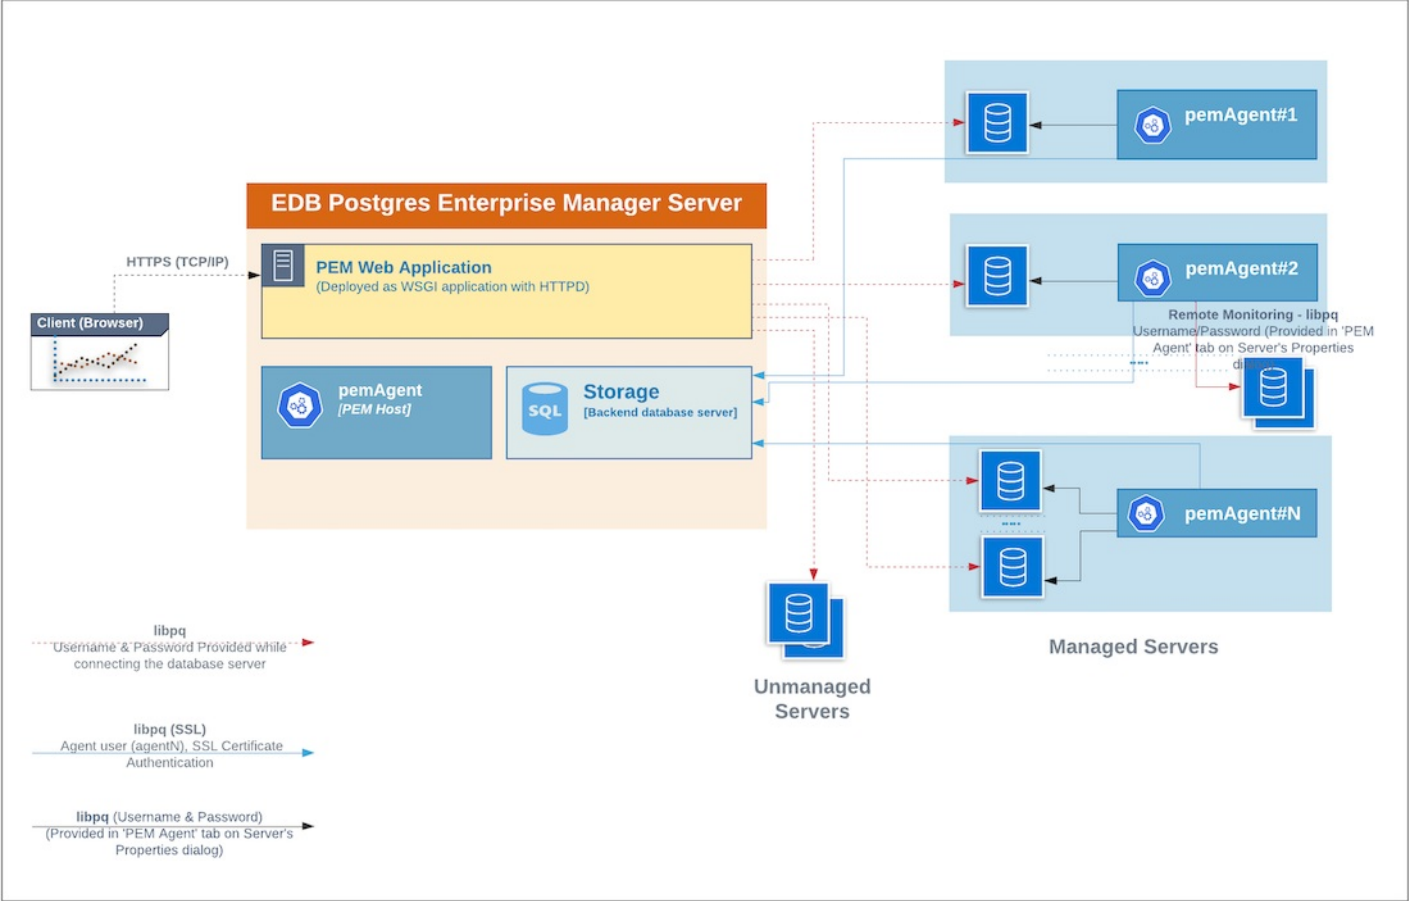 pemAgent#1
EDB Postgres Enterprise Manager Server
HTTPS (TCP/IP)
PEM Web Application
(Deployed as WSGI application with HTTPD)
pemAgent#2
Client (Browser)
Remote Monitoring - libpq
Username/Password (Provided in 'PEM
Agent' tab on Server's Properties
pemAgent
[PEM Host]
SQL
Storage
[Backend database server]
pemAgent#N
libpq
Username & Password Provided while
connecting the database server
Managed Servers
Unmanaged
Servers
libpq (SSL)
Agent user (agentN), SSL Certificate
Authentication
libpq (Username & Password)
(Provided in 'PEM Agent' tab on Server's
Properties dialog)